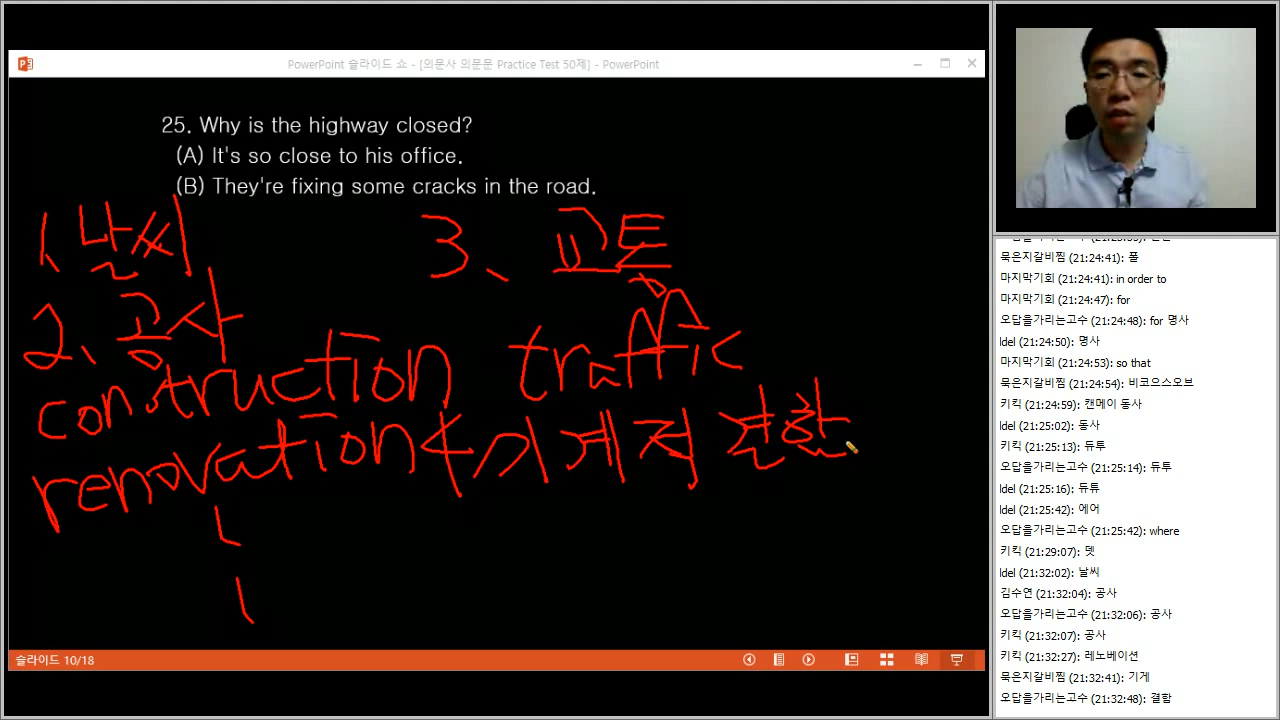 PowerPoint 슬라이드 쇼 - [의문사 의문문 Practice Test 50제] - PowerPoint
25. Why is the highway closed?
(A) It's so close to his office.
(B) They're fixing some cracks in the road.
1. 날씨
3. 교통
2. 공사
construction traffic
renovation 4. 기계적 결함
슬라이드 10/18
묵은지갈비찜 (21:24:41): 풀
마지막기회 (21:24:41): in order to
마지막기회 (21:24:47): for
오답을가리는고수 (21:24:48): for 명사
ldel (21:24:50): 명사
마지막기회 (21:24:53): so that
묵은지갈비찜 (21:24:54): 비코으스오브
키킥 (21:24:59): 캔메이 동사
ldel (21:25:02): 동사
키킥 (21:25:13): 듀투
오답을가리는고수 (21:25:14): 듀투
ldel (21:25:16): 듀튜
ldel (21:25:42): 에어
오답을가리는고수 (21:25:42): where
키킥 (21:29:07): 뎃
ldel (21:32:02): 날씨
김수연 (21:32:04): 공사
오답을가리는고수 (21:32:06): 공사
키킥 (21:32:07): 공사
키킥 (21:32:27): 레노베이션
묵은지갈비찜 (21:32:41): 기게
오답을가리는고수 (21:32:48): 결함